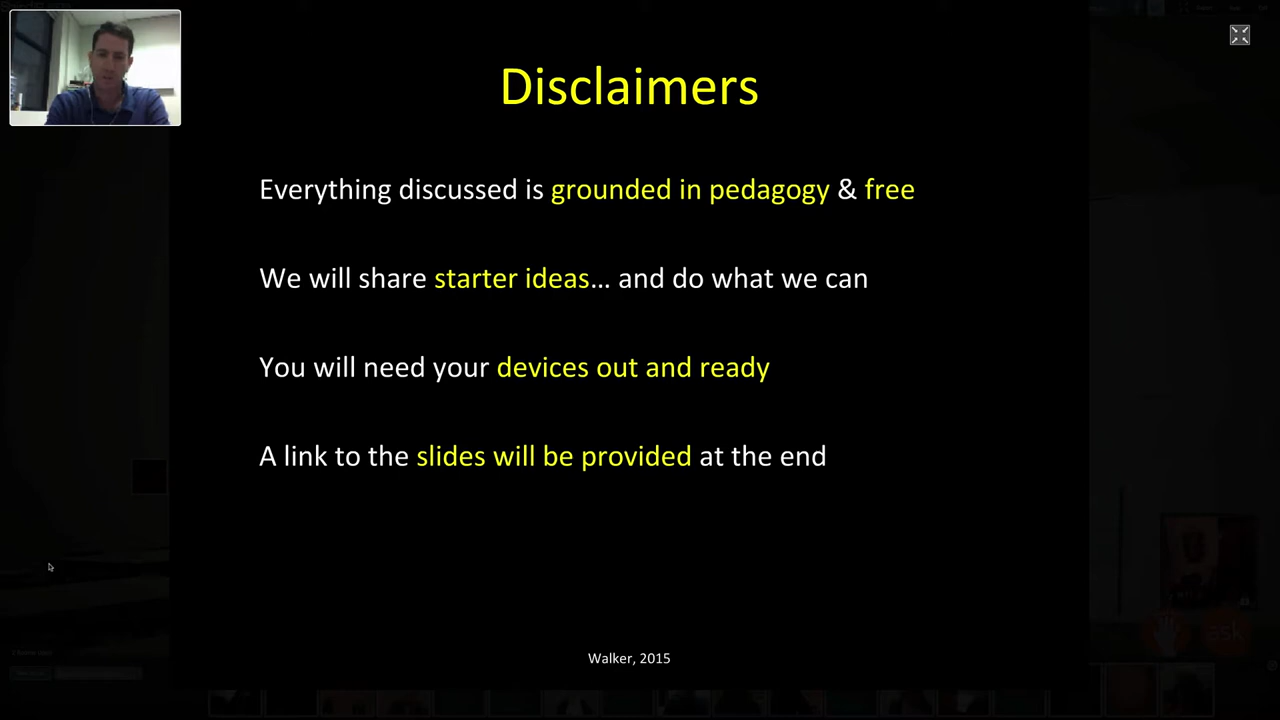 Disclaimers
Everything discussed is grounded in pedagogy & free
We will share starter ideas... and do what we can
You will need your devices out and ready
A link to the slides will be provided at the end
ask
Walker, 2015